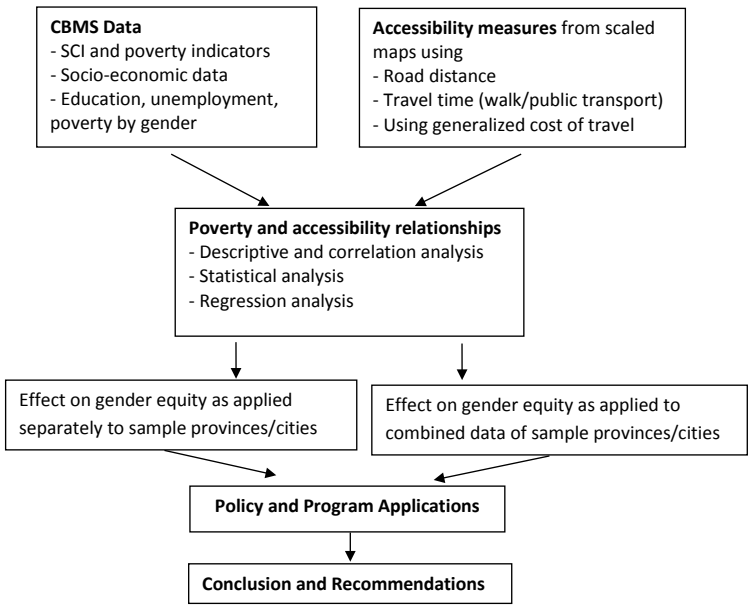 CBMS Data
- SCI and poverty indicators
- Socio-economic data
- Education, unemployment,
poverty by gender
Accessibility measures from scaled
maps using
- Road distance
- Travel time (walk/public transport)
- Using generalized cost of travel
Poverty and accessibility relationships
- Descriptive and correlation analysis
- Statistical analysis
- Regression analysis
Effect on gender equity as applied
separately to sample provinces/cities
Effect on gender equity as applied to
combined data of sample provinces/cities
Policy and Program Applications
Conclusion and Recommendations